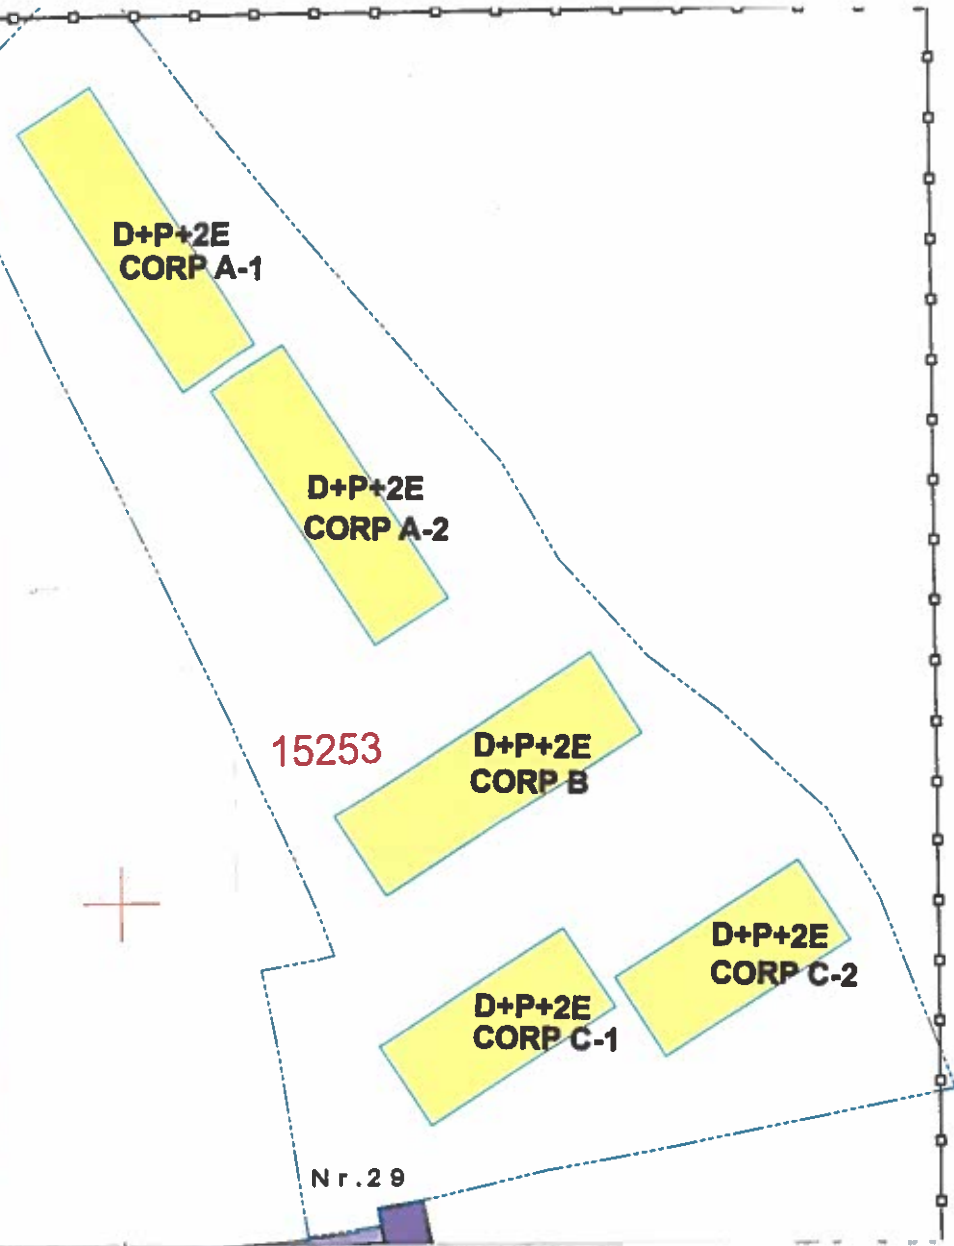 D+P+2E
CORP A-1
D+P+2E
CORP A-2
15253
D+P+2E
CORP B
D+P+2E
CORP C-2
D+P+2E
CORP C-1
Nr.29